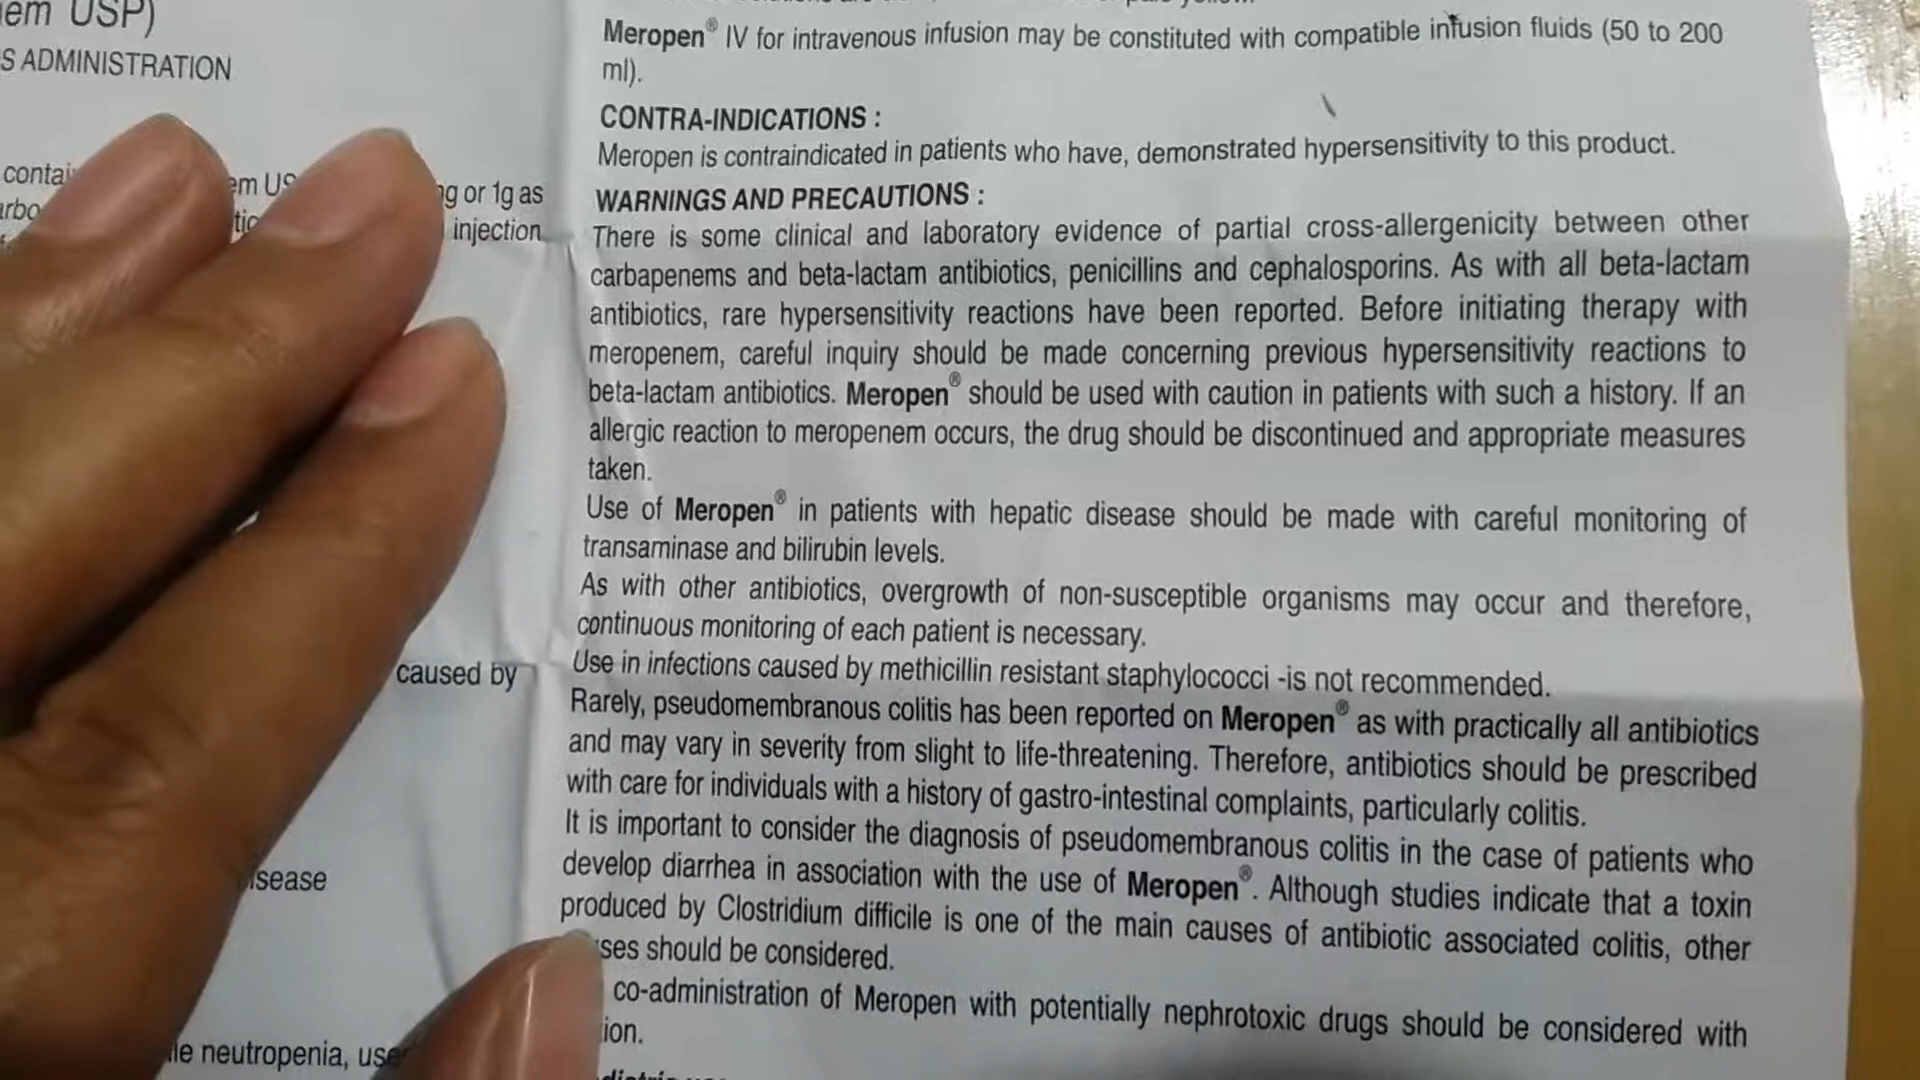 em USP)
S ADMINISTRATION
contai
em US
g or 1g as
injection
caused by
sease
le neutropenia, use
Meropen® IV for intravenous infusion may be constituted with compatible infusion fluids (50 to 200
ml).
CONTRA-INDICATIONS :
Meropen is contraindicated in patients who have, demonstrated hypersensitivity to this product.
WARNINGS AND PRECAUTIONS :
There is some clinical and laboratory evidence of partial cross-allergenicity between other
carbapenems and beta-lactam antibiotics, penicillins and cephalosporins. As with all beta-lactam
antibiotics, rare hypersensitivity reactions have been reported. Before initiating therapy with
meropenem, careful inquiry should be made concerning previous hypersensitivity reactions to
beta-lactam antibiotics. Meropen® should be used with caution in patients with such a history. If an
allergic reaction to meropenem occurs, the drug should be discontinued and appropriate measures
taken.
Use of Meropen® in patients with hepatic disease should be made with careful monitoring of
transaminase and bilirubin levels.
As with other antibiotics, overgrowth of non-susceptible organisms may occur and therefore,
continuous monitoring of each patient is necessary.
Use in infections caused by methicillin resistant staphylococci -is not recommended.
Rarely, pseudomembranous colitis has been reported on Meropen® as with practically all antibiotics
and may vary in severity from slight to life-threatening. Therefore, antibiotics should be prescribed
with care for individuals with a history of gastro-intestinal complaints, particularly colitis.
It is important to consider the diagnosis of pseudomembranous colitis in the case of patients who
develop diarrhea in association with the use of Meropen®. Although studies indicate that a toxin
produced by Clostridium difficile is one of the main causes of antibiotic associated colitis, other
ses should be considered.
co-administration of Meropen with potentially nephrotoxic drugs should be considered with
ion.